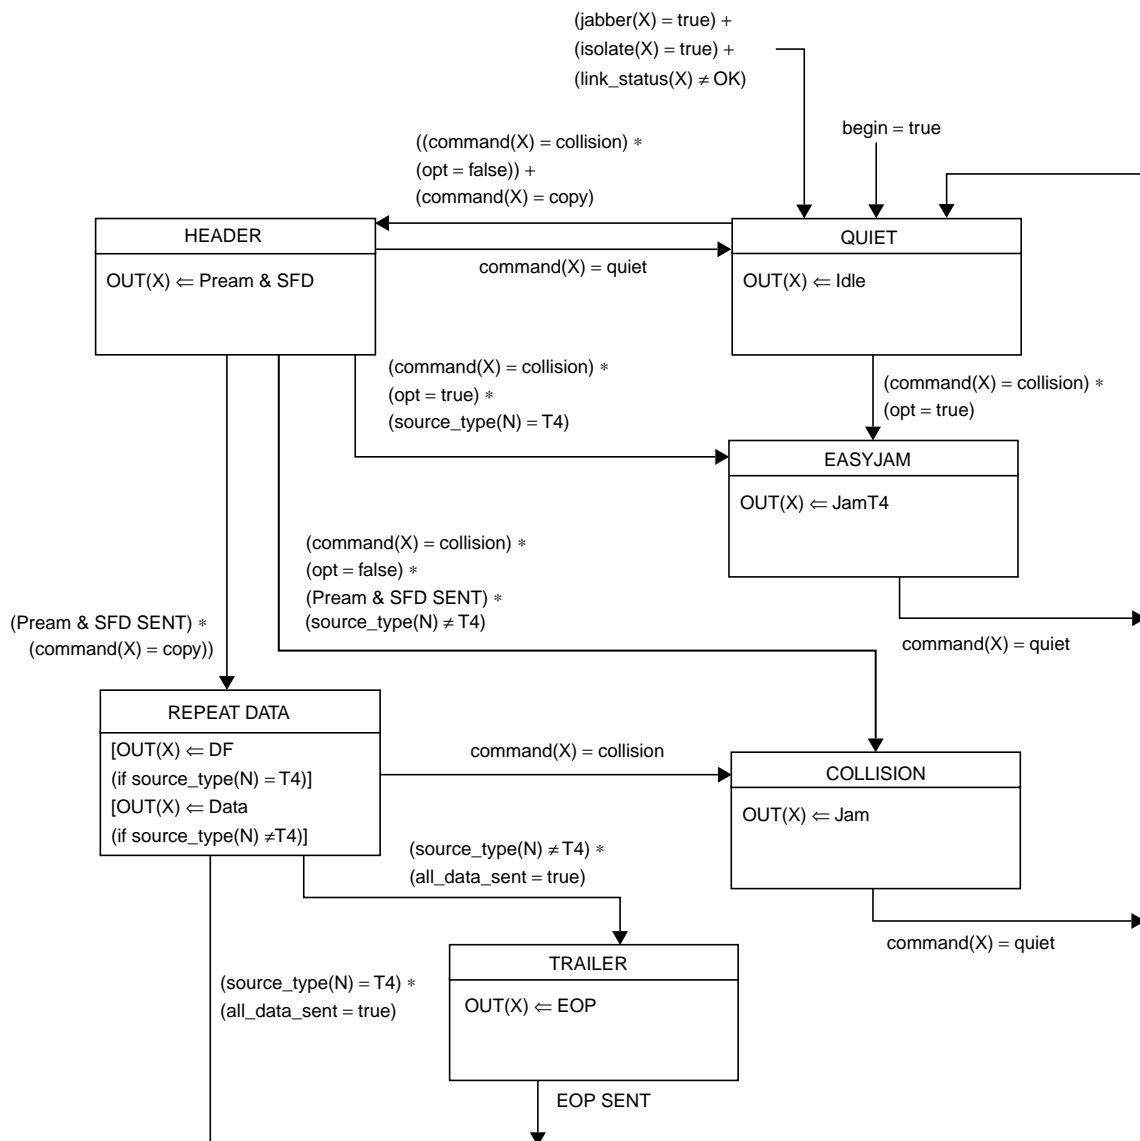 (jabber(X) = true) +
(isolate(X) = true) +
(link_status(X) ≠ OK)
begin = true
((command(X) = collision) *
(opt = false)) +
(command(X) = copy)
HEADER
OUT(X) ⇐ Pream & SFD
command(X) = quiet
QUIET
OUT(X) ⇐ Idle
(command(X) = collision) *
(opt = true) *
(source_type(N) = T4)
(command(X) = collision) *
(opt = true)
EASYJAM
OUT(X) ⇐ JamT4
(command(X) = collision) *
(opt = false) *
(Pream & SFD SENT) *
(source_type(N) ≠ T4)
(Pream & SFD SENT) *
(command(X) = copy))
command(X) = quiet
REPEAT DATA
[OUT(X) ⇐ DF
(if source_type(N) = T4)]
[OUT(X) ⇐ Data
(if source_type(N) ≠T4)]
command(X) = collision
COLLISION
OUT(X) ⇐ Jam
(source_type(N) ≠ T4) *
(all_data_sent = true)
command(X) = quiet
(source_type(N) = T4) *
(all_data_sent = true)
TRAILER
OUT(X) ⇐ EOP
EOP SENT